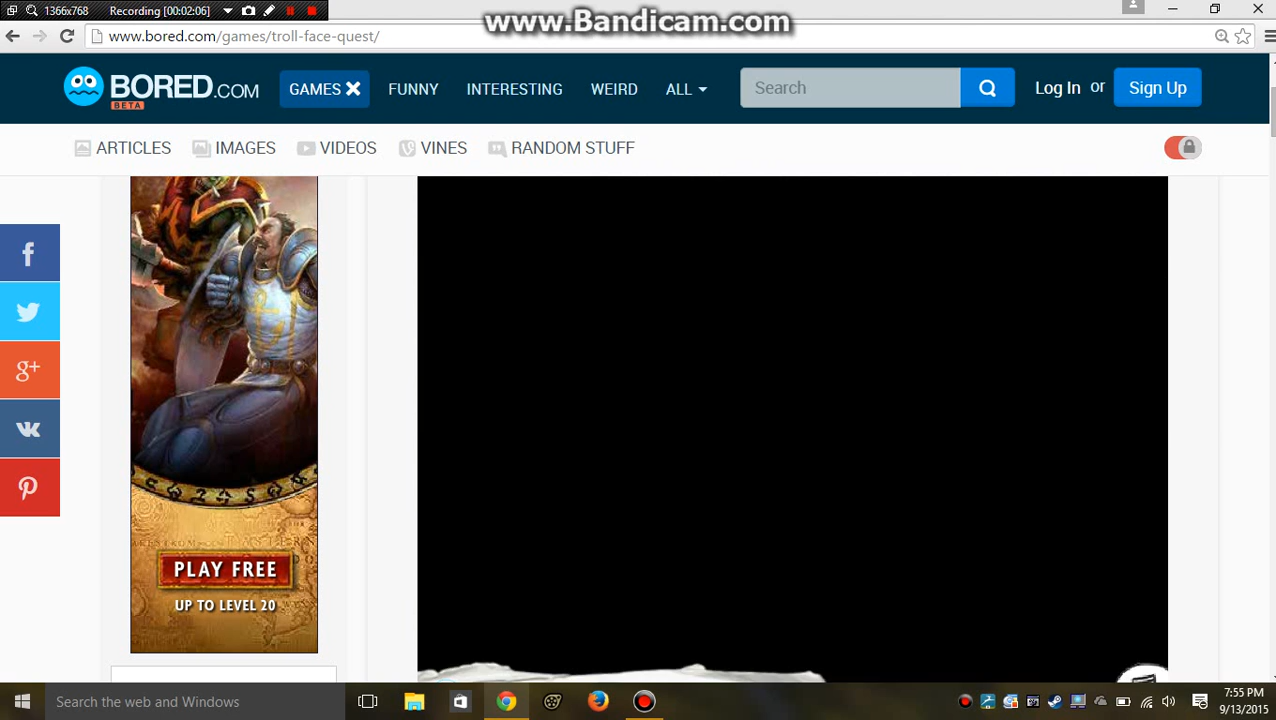 1366x768 Recording [00:02:06]
www.Bandicam.com
www.bored.com/games/troll-face-quest/
BORED.COM
BETA
GAMES FUNNY INTERESTING WEIRD ALL Search Log In or Sign Up
ARTICLES IMAGES VIDEOS VINES RANDOM STUFF
f
g+
PLAY FREE
UP TO LEVEL 20
Search the web and Windows
7:55 PM
9/13/2015